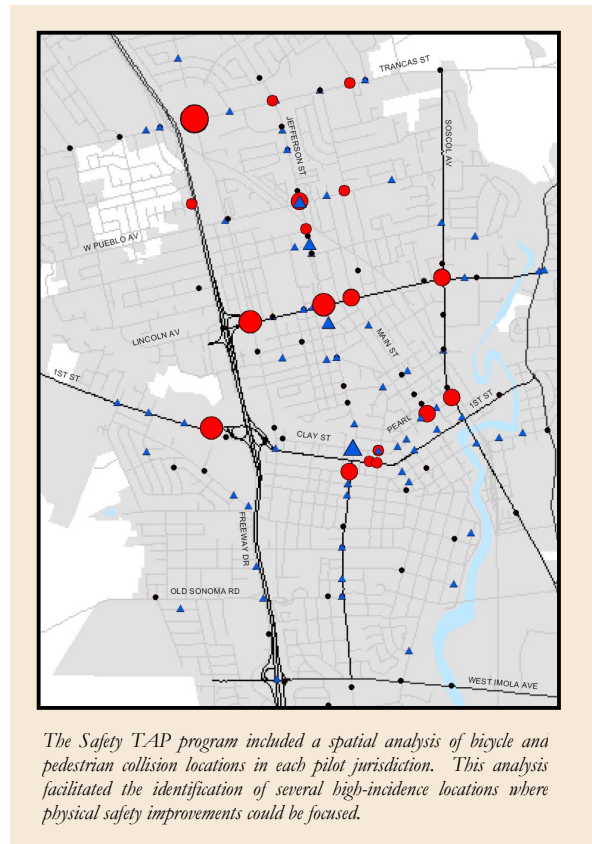 TRANCAS ST
JEFFERSON ST
SOSCOL AV
W PUEBLO AV
LINCOLN AV
MAIN ST
1ST ST
PEARL
1ST ST
CLAY ST
FREEWAY DR
OLD SONOMA RD
WEST IMOLA AVE
The Safety TAP program included a spatial analysis of bicycle and
pedestrian collision locations in each pilot jurisdiction. This analysis
facilitated the identification of several high-incidence locations where
physical safety improvements could be focused.